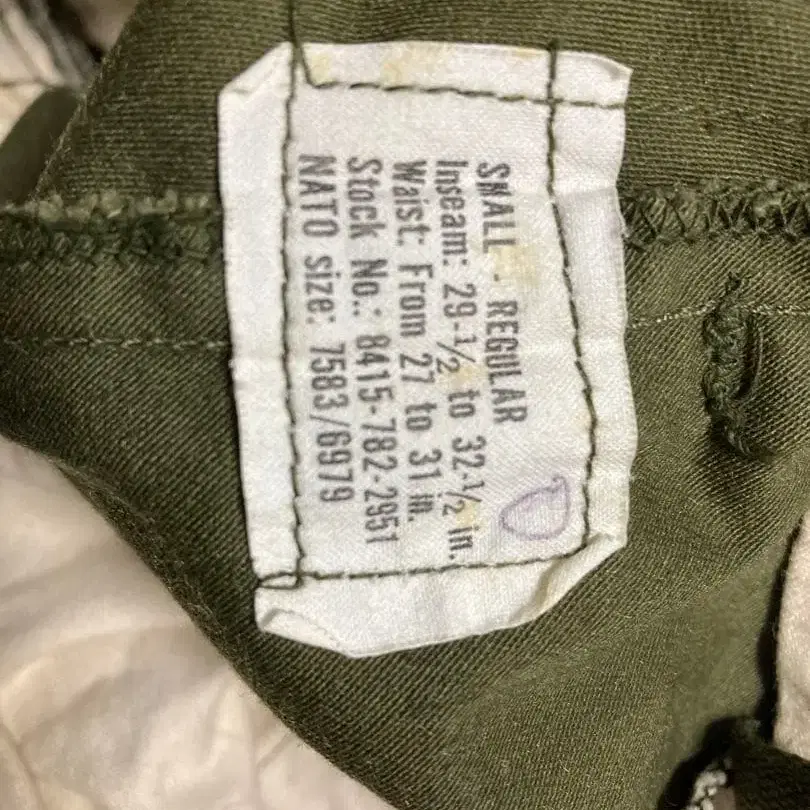 SMALL - REGULAR
Inseam: 29-½ to 32-½ in.
Waist: From 27 to 31 in.
Stock No.: 8415-782-2951
NATO size: 7583/6979